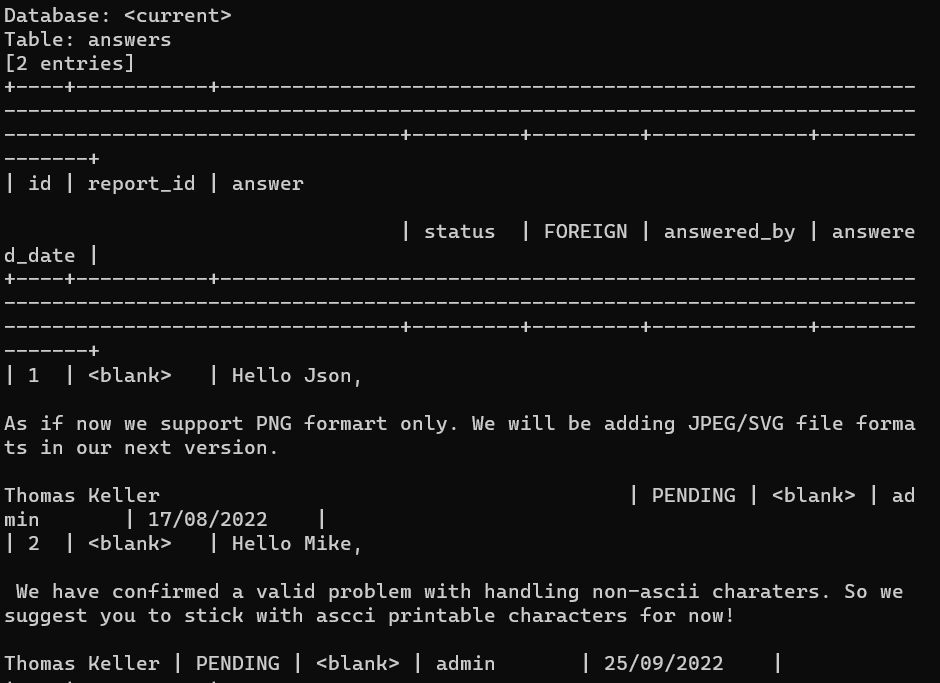 Database: <current>
Table: answers
[2 entries]
+----+-----------+----------------------------------------------------------
----------------------------------------------------------------------------
---------------------------------+---------+---------+-------------+--------
-------+
| id | report_id | answer
                                 | status  | FOREIGN | answered_by | answere
d_date |
+----+-----------+----------------------------------------------------------
----------------------------------------------------------------------------
---------------------------------+---------+---------+-------------+--------
-------+
| 1  | <blank>   | Hello Json,
As if now we support PNG formart only. We will be adding JPEG/SVG file forma
ts in our next version.
Thomas Keller                                       | PENDING | <blank> | ad
min       | 17/08/2022    |
| 2  | <blank>   | Hello Mike,
 We have confirmed a valid problem with handling non-ascii charaters. So we
suggest you to stick with ascci printable characters for now!
Thomas Keller | PENDING | <blank> | admin       | 25/09/2022    |